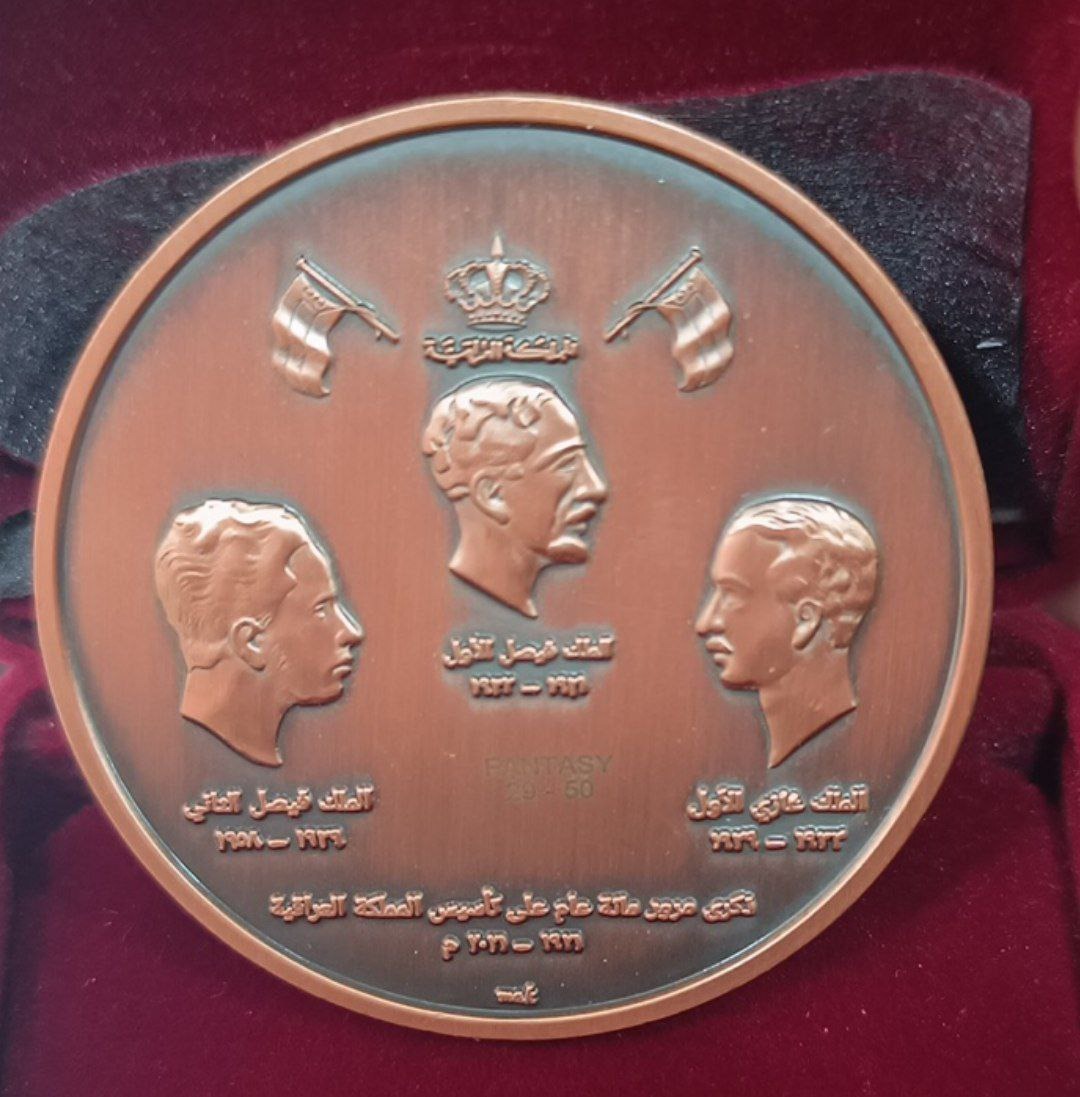 المملكة العراقية
الملك فيصل الأول
١٩٢١ – ١٩٣٣
FANTASY
29 - 50
الملك غازي الأول
١٩٣٣ – ١٩٣٩
الملك فيصل الثاني
١٩٣٩ – ١٩٥٨
ذكرى مرور مائة عام على تأسيس المملكة العراقية
١٩٢١ – ٢٠٢١ م